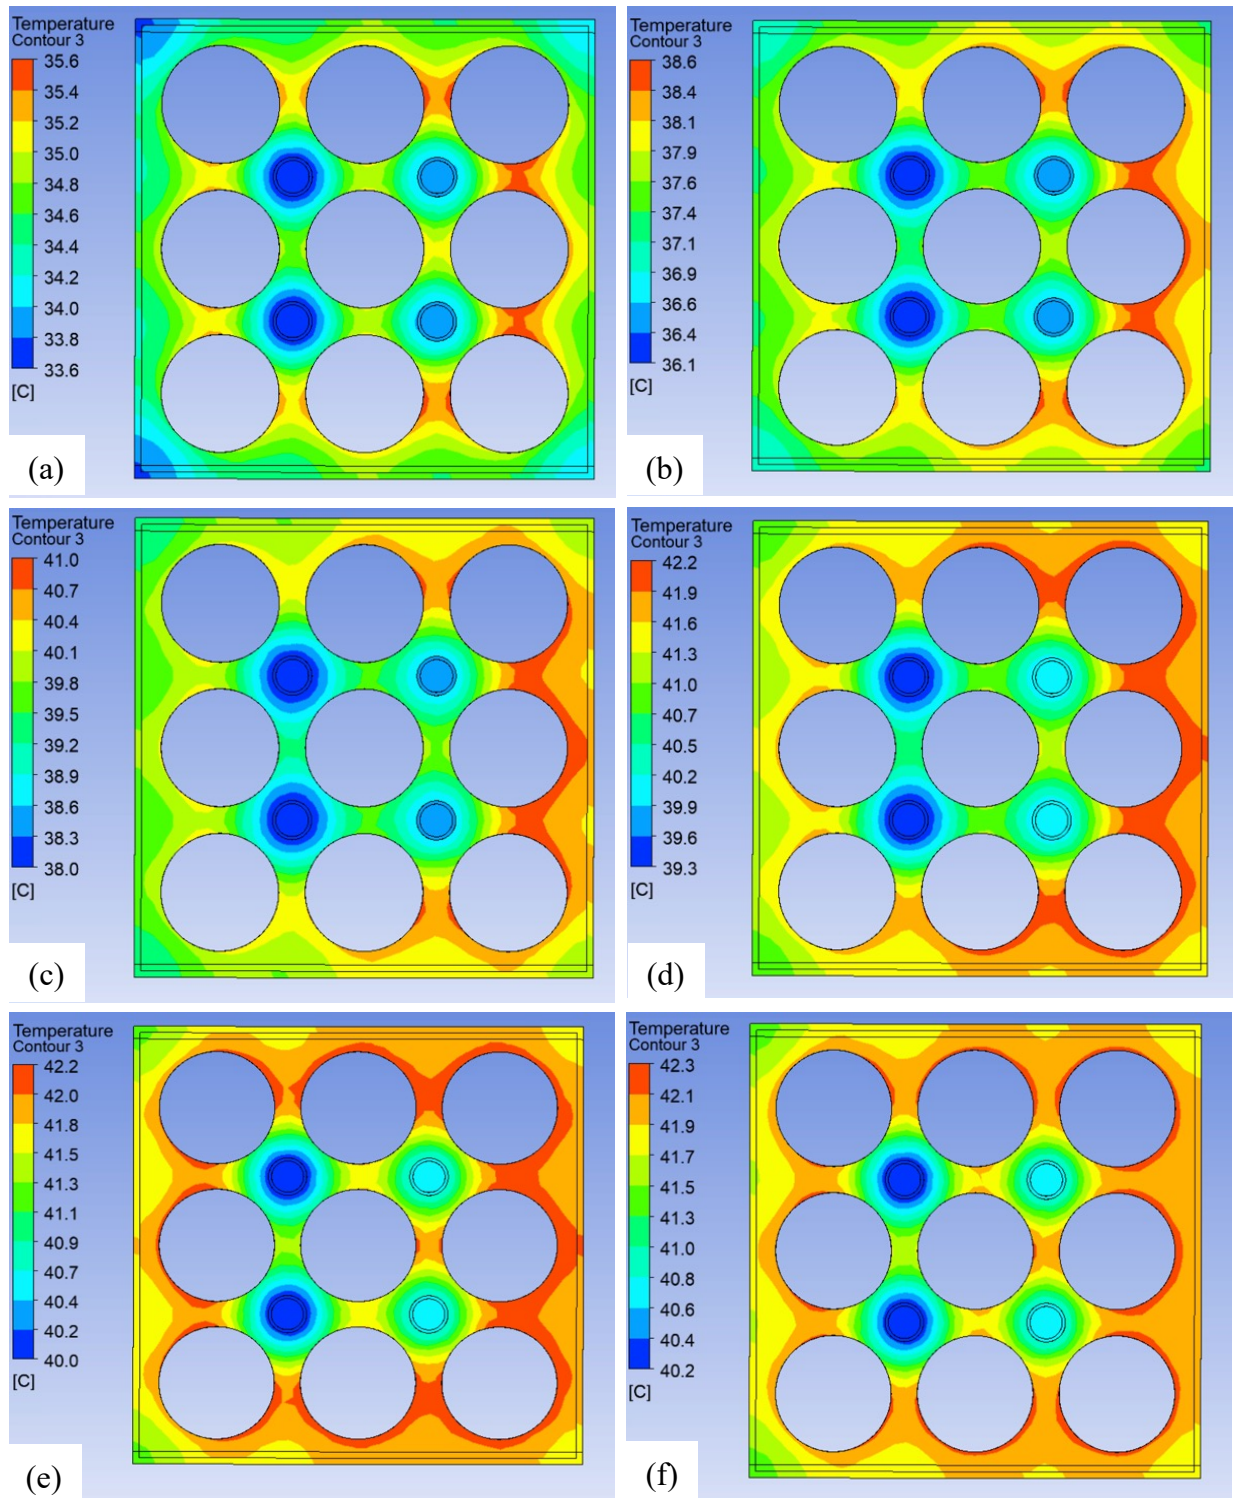 Temperature
Contour 3
35.6
35.4
35.2
35.0
34.8
34.6
34.4
34.2
34.0
33.8
33.6
[C]
(a)
Temperature
Contour 3
38.6
38.4
38.1
37.9
37.6
37.4
37.1
36.9
36.6
36.4
36.1
[C]
(b)
Temperature
Contour 3
41.0
40.7
40.4
40.1
39.8
39.5
39.2
38.9
38.6
38.3
38.0
[C]
(c)
Temperature
Contour 3
42.2
41.9
41.6
41.3
41.0
40.7
40.5
40.2
39.9
39.6
39.3
[C]
(d)
Temperature
Contour 3
42.2
42.0
41.8
41.5
41.3
41.1
40.9
40.7
40.4
40.2
40.0
[C]
(e)
Temperature
Contour 3
42.3
42.1
41.9
41.7
41.5
41.3
41.0
40.8
40.6
40.4
40.2
[C]
(f)